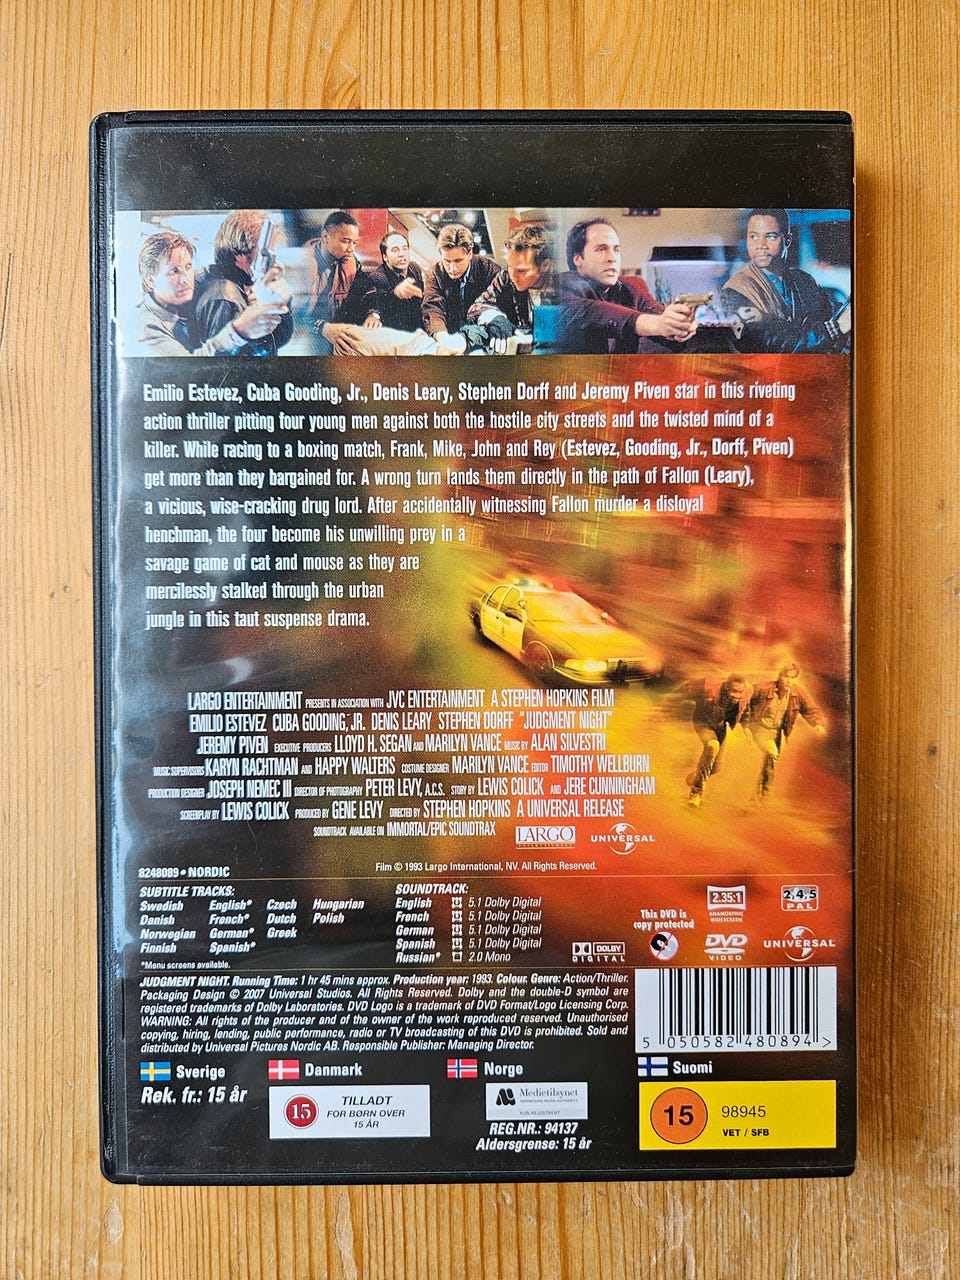 Emilio Estevez, Cuba Gooding, Jr., Denis Leary, Stephen Dorff and Jeremy Piven star in this riveting
action thriller pitting four young men against both the hostile city streets and the twisted mind of a
killer. While racing to a boxing match, Frank, Mike, John and Rey (Estevez, Gooding, Jr., Dorff, Piven)
get more than they bargained for. A wrong turn lands them directly in the path of Fallon (Leary),
a vicious, wise-cracking drug lord. After accidentally witnessing Fallon murder a disloyal
henchman, the four become his unwilling prey in a
savage game of cat and mouse as they are
mercilessly stalked through the urban
jungle in this taut suspense drama.
LARGO ENTERTAINMENT PRESENTS IN ASSOCIATION WITH JVC ENTERTAINMENT A STEPHEN HOPKINS FILM
EMILIO ESTEVEZ CUBA GOODING, JR. DENIS LEARY STEPHEN DORFF "JUDGMENT NIGHT"
JEREMY PIVEN EXECUTIVE PRODUCERS LLOYD H. SEGAN AND MARILYN VANCE MUSIC BY ALAN SILVESTRI
MUSIC SUPERVISORS KARYN RACHTMAN AND HAPPY WALTERS COSTUME DESIGNER MARILYN VANCE EDITOR TIMOTHY WELLBURN
PRODUCTION DESIGNER JOSEPH NEMEC III DIRECTOR OF PHOTOGRAPHY PETER LEVY, A.C.S. STORY BY LEWIS COLICK AND JERE CUNNINGHAM
SCREENPLAY BY LEWIS COLICK PRODUCED BY GENE LEVY DIRECTED BY STEPHEN HOPKINS A UNIVERSAL RELEASE
SOUNDTRACK AVAILABLE ON IMMORTAL/EPIC SOUNDTRAX LARGO ENTERTAINMENT UNIVERSAL
Film © 1993 Largo International, NV. All Rights Reserved.
8248089 • NORDIC
SUBTITLE TRACKS:
Swedish English* Czech Hungarian
Danish French* Dutch Polish
Norwegian German* Greek
Finnish Spanish*
*Menu screens available.
SOUNDTRACK:
English 5.1 Dolby Digital
French 5.1 Dolby Digital
German 5.1 Dolby Digital
Spanish 5.1 Dolby Digital
Russian* 2.0 Mono
DOLBY
DIGITAL
This DVD is
copy protected
2.35:1
ANAMORPHIC
WIDESCREEN
2,4,5
PAL
DVD
VIDEO
UNIVERSAL
JUDGMENT NIGHT. Running Time: 1 hr 45 mins approx. Production year: 1993. Colour. Genre: Action/Thriller.
Packaging Design © 2007 Universal Studios. All Rights Reserved. Dolby and the double-D symbol are
registered trademarks of Dolby Laboratories. DVD Logo is a trademark of DVD Format/Logo Licensing Corp.
WARNING: All rights of the producer and of the owner of the work reproduced reserved. Unauthorised
copying, hiring, lending, public performance, radio or TV broadcasting of this DVD is prohibited. Sold and
distributed by Universal Pictures Nordic AB. Responsible Publisher: Managing Director.
5 050582 480894 >
Sverige
Rek. fr.: 15 år
Danmark
15
TILLADT
FOR BØRN OVER
15 ÅR
Norge
Medietilsynet
NORWEGIAN MEDIA AUTHORITY
KUN REGISTRERT
REG.NR.: 94137
Aldersgrense: 15 år
Suomi
15
98945
VET / SFB